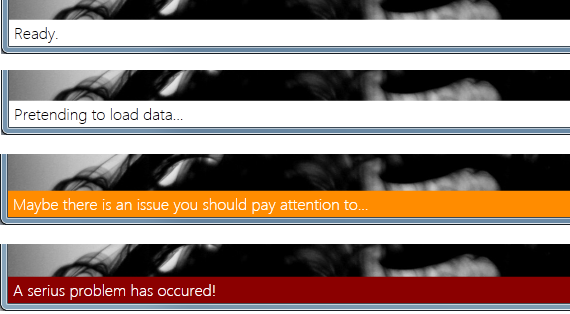 Ready.
Pretending to load data...
Maybe there is an issue you should pay attention to...
A serius problem has occured!